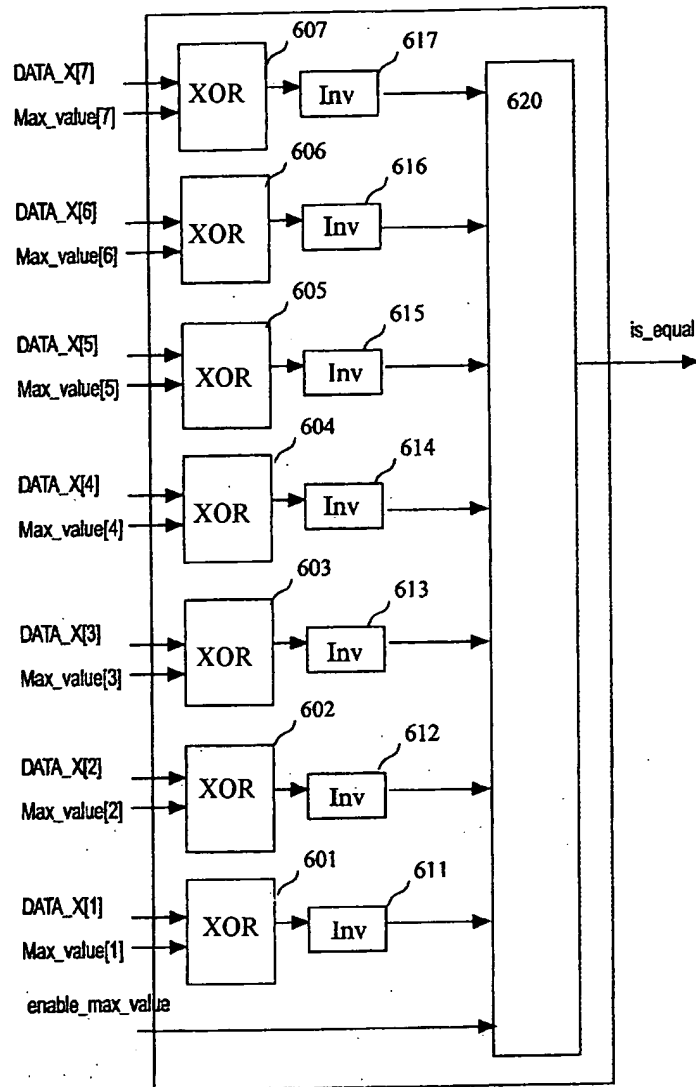 607
617
DATA_X[7]
XOR
Inv
620
Max_value[7]
606
616
DATA_X[6]
XOR
Inv
Max_value[6]
605
615
is_equal
DATA_X[5]
XOR
Inv
Max_value[5]
604
614
DATA_X[4]
XOR
Inv
Max_value[4]
603
613
DATA_X[3]
XOR
Inv
Max_value[3]
602
612
DATA_X[2]
XOR
Inv
Max_value[2]
601
611
DATA_X[1]
XOR
Inv
Max_value[1]
enable_max_value